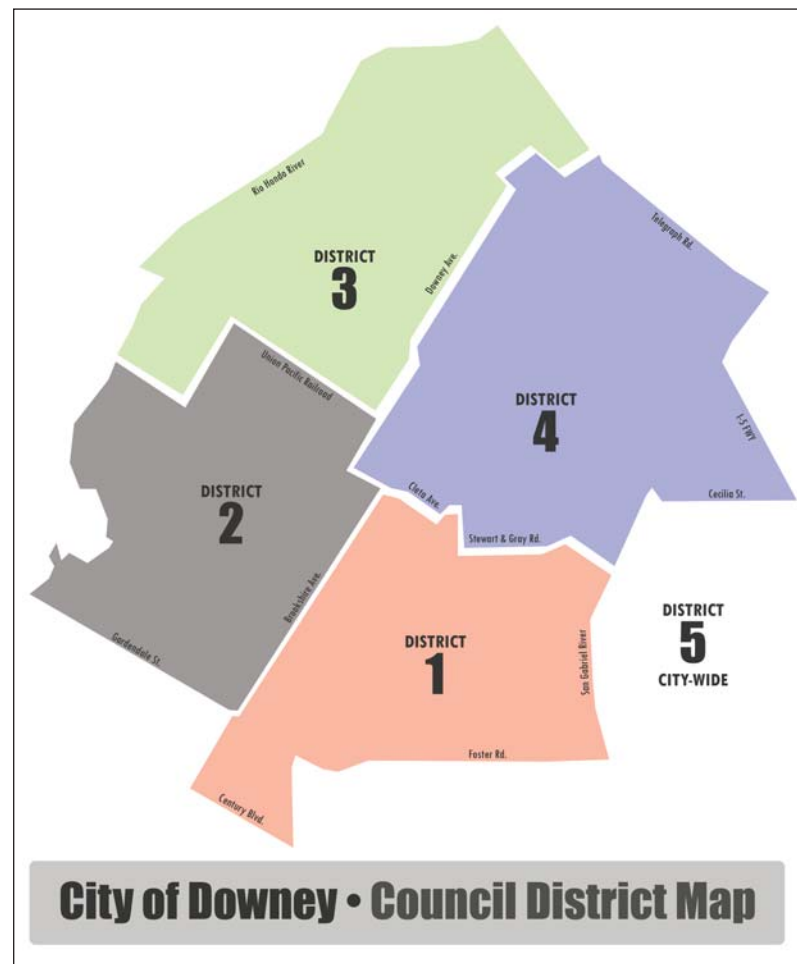 Rio Hondo River
DISTRICT
3
Downey Ave.
Telegraph Rd.
Union Pacific Railroad
DISTRICT
4
I-5 FWY
Cecilia St.
Cleta Ave.
DISTRICT
2
Stewart & Gray Rd.
Brookshire Ave.
Gardendale St.
DISTRICT
1
San Gabriel River
DISTRICT
5
CITY-WIDE
Foster Rd.
Century Blvd.
City of Downey • Council District Map